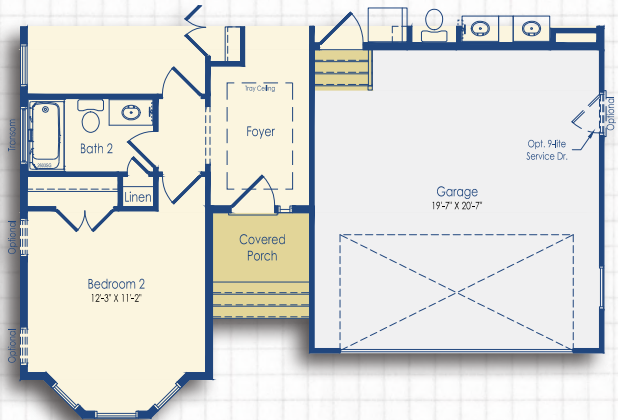 Tray Ceiling
Foyer
Transom
Bath 2
Linen
Optional
Opt. 9-lite
Service Dr.
Garage
19'-7" X 20'-7"
Optional
Covered
Porch
Bedroom 2
12'-3" X 11'-2"
Optional